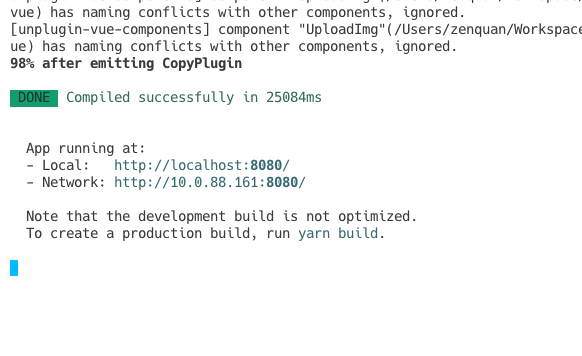 vue) has naming conflicts with other components, ignored.
[unplugin-vue-components] component "UploadImg"(/Users/zenquan/Workspace
ue) has naming conflicts with other components, ignored.
98% after emitting CopyPlugin
DONE Compiled successfully in 25084ms
App running at:
- Local: http://localhost:8080/
- Network: http://10.0.88.161:8080/
Note that the development build is not optimized.
To create a production build, run yarn build.